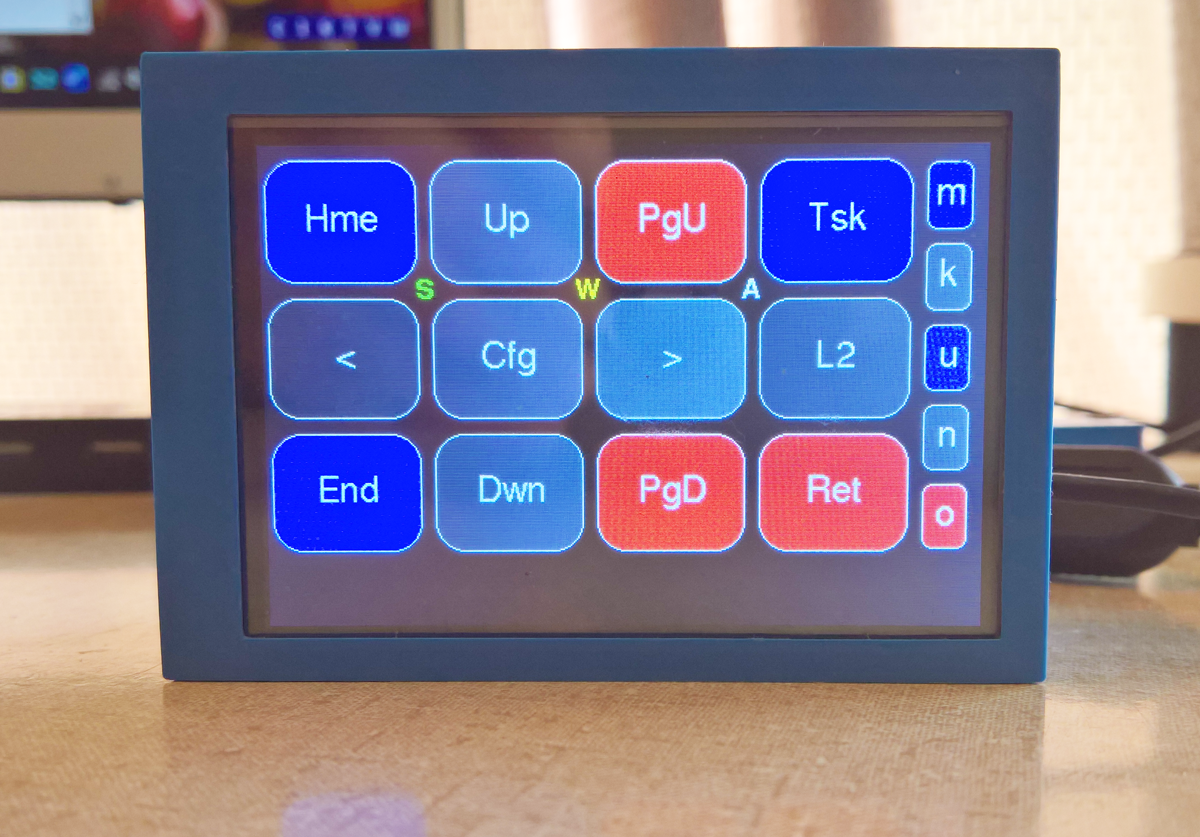 Hme Up PgU Tsk m
S W A k
< Cfg > L2 u
n
End Dwn PgD Ret o